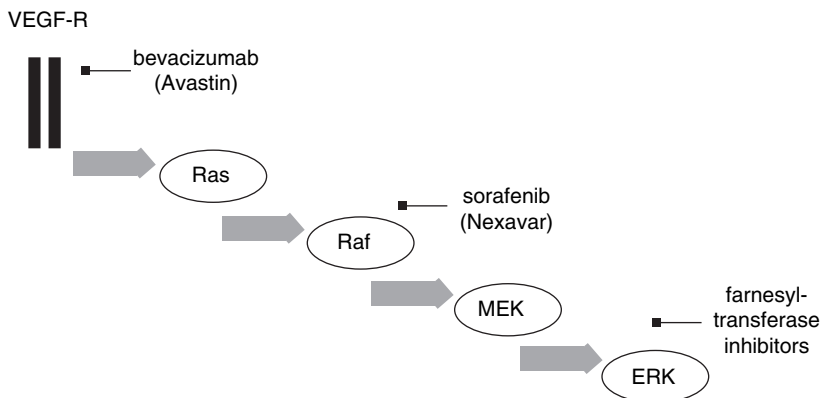 VEGF-R
bevacizumab
(Avastin)
Ras
sorafenib
(Nexavar)
Raf
MEK
farnesyl-
transferase
inhibitors
ERK